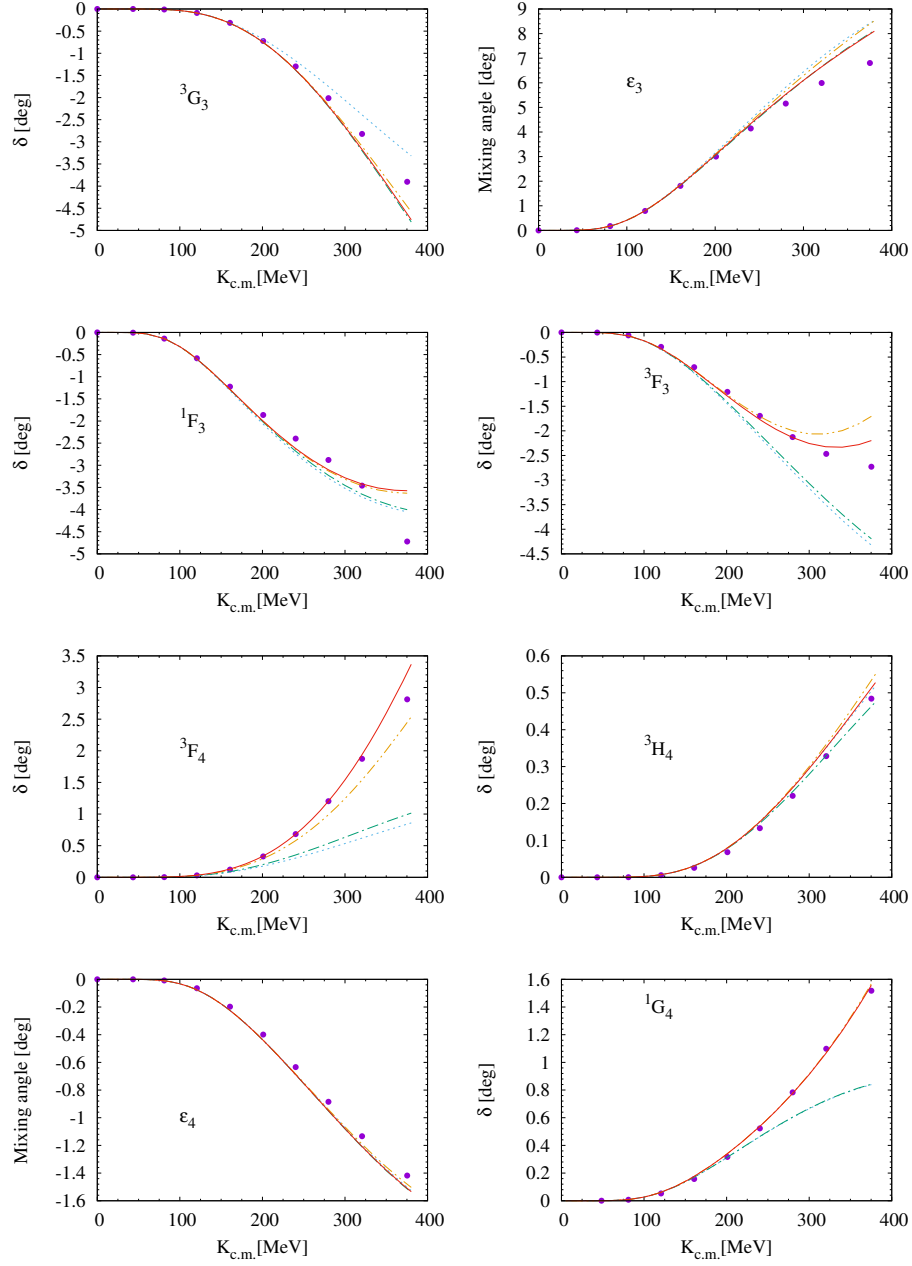 0
-0.5
-1
-1.5
-2
-2.5
-3
-3.5
-4
-4.5
-5
0 100 200 300 400
δ [deg]
K_c.m.[MeV]
³G₃
9
8
7
6
5
4
3
2
1
0
0 100 200 300 400
Mixing angle [deg]
K_c.m.[MeV]
ε₃
0
-0.5
-1
-1.5
-2
-2.5
-3
-3.5
-4
-4.5
-5
0 100 200 300 400
δ [deg]
K_c.m.[MeV]
¹F₃
0
-0.5
-1
-1.5
-2
-2.5
-3
-3.5
-4
-4.5
0 100 200 300 400
δ [deg]
K_c.m.[MeV]
³F₃
3.5
3
2.5
2
1.5
1
0.5
0
0 100 200 300 400
δ [deg]
K_c.m.[MeV]
³F₄
0.6
0.5
0.4
0.3
0.2
0.1
0
0 100 200 300 400
δ [deg]
K_c.m.[MeV]
³H₄
0
-0.2
-0.4
-0.6
-0.8
-1
-1.2
-1.4
-1.6
0 100 200 300 400
Mixing angle [deg]
K_c.m.[MeV]
ε₄
1.6
1.4
1.2
1
0.8
0.6
0.4
0.2
0
0 100 200 300 400
δ [deg]
K_c.m.[MeV]
¹G₄